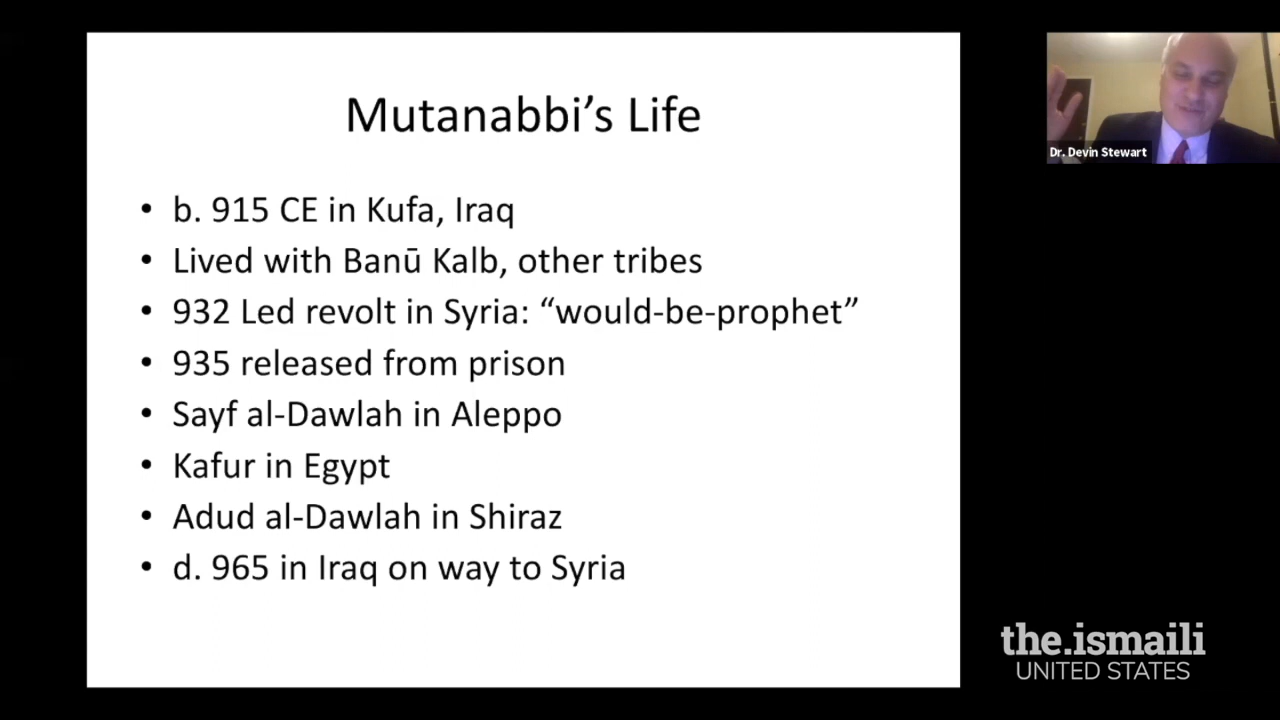 Mutanabbi’s Life
• b. 915 CE in Kufa, Iraq
• Lived with Banū Kalb, other tribes
• 932 Led revolt in Syria: “would-be-prophet”
• 935 released from prison
• Sayf al-Dawlah in Aleppo
• Kafur in Egypt
• Adud al-Dawlah in Shiraz
• d. 965 in Iraq on way to Syria
Dr. Devin Stewart
the.ismaili
UNITED STATES